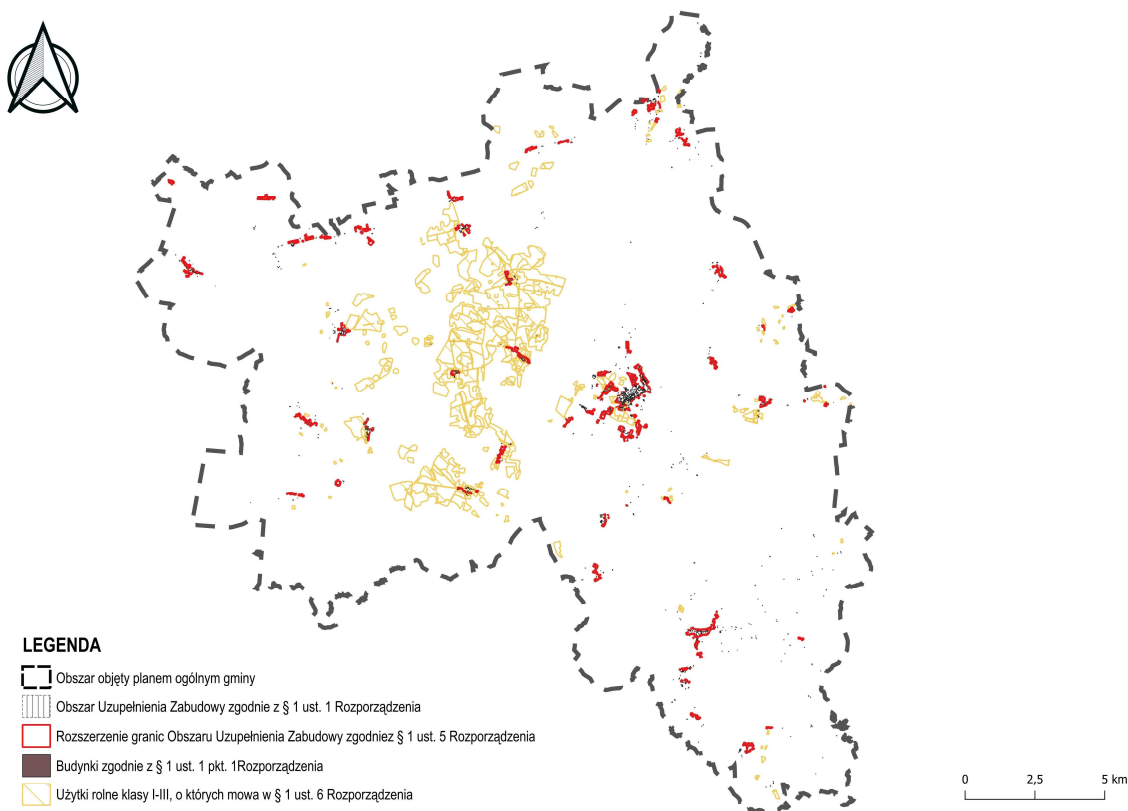 LEGENDA
Obszar objęty planem ogólnym gminy
Obszar Uzupełnienia Zabudowy zgodnie z § 1 ust. 1 Rozporządzenia
Rozszerzenie granic Obszaru Uzupełnienia Zabudowy zgodniez § 1 ust. 5 Rozporządzenia
Budynki zgodnie z § 1 ust. 1 pkt. 1Rozporządzenia
Użytki rolne klasy I-III, o których mowa w § 1 ust. 6 Rozporządzenia
0 2,5 5 km